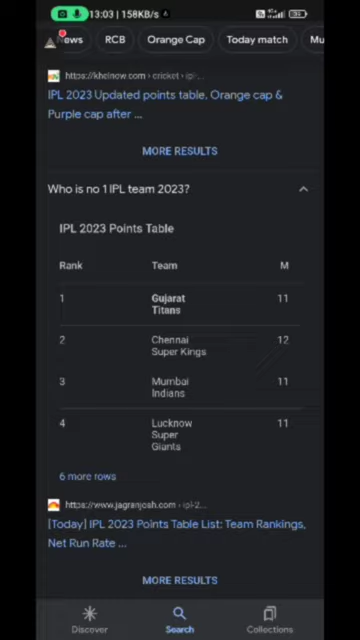 13:03 | 158KB/s
News
RCB
Orange Cap
Today match
Mu
https://khelnow.com › cricket › ipl-...
IPL 2023 Updated points table, Orange cap &
Purple cap after ...
MORE RESULTS
Who is no 1 IPL team 2023?
IPL 2023 Points Table
Rank Team M
1 Gujarat Titans 11
2 Chennai Super Kings 12
3 Mumbai Indians 11
4 Lucknow Super Giants 11
6 more rows
https://www.jagranjosh.com › ipl-2...
[Today] IPL 2023 Points Table List: Team Rankings,
Net Run Rate ...
MORE RESULTS
Discover
Search
Collections